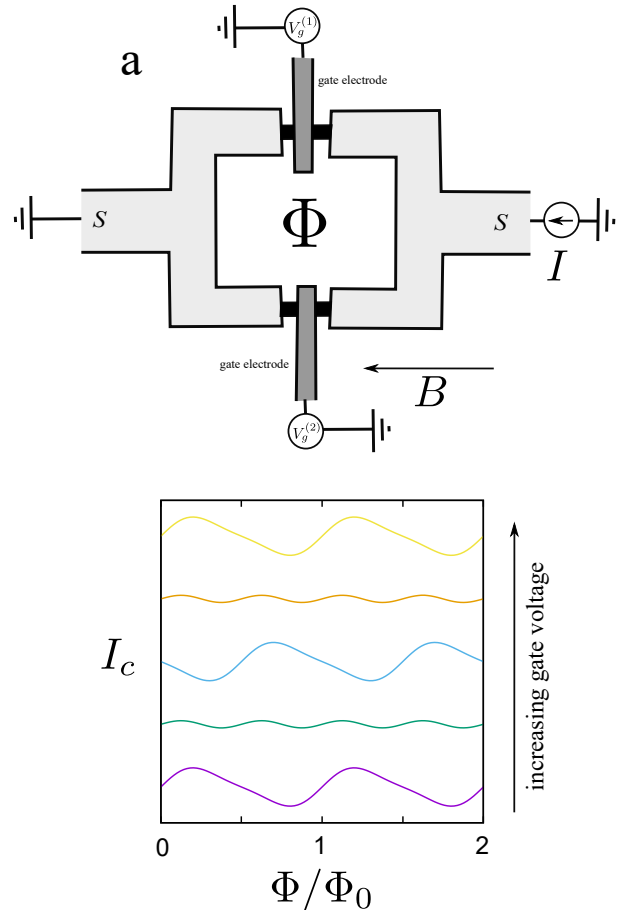 a
V_g^{(1)}
gate electrode
S
Φ
S
I
gate electrode
B
V_g^{(2)}
I_c
increasing gate voltage
0
1
2
Φ/Φ_0